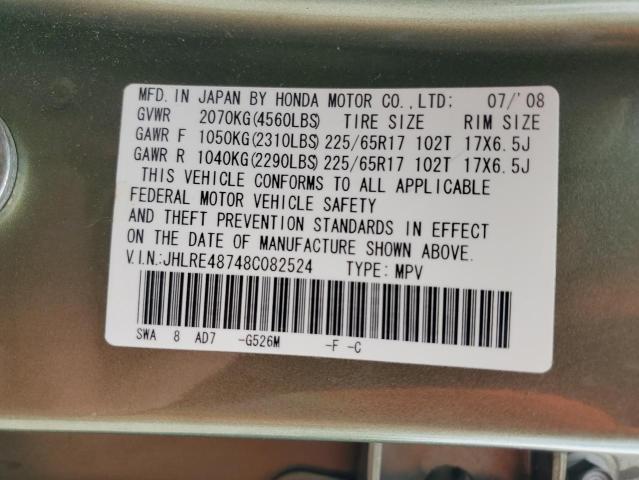 MFD. IN JAPAN BY HONDA MOTOR CO., LTD: 07/'08
GVWR 2070KG(4560LBS) TIRE SIZE RIM SIZE
GAWR F 1050KG(2310LBS) 225/65R17 102T 17X6.5J
GAWR R 1040KG(2290LBS) 225/65R17 102T 17X6.5J
THIS VEHICLE CONFORMS TO ALL APPLICABLE
FEDERAL MOTOR VEHICLE SAFETY
AND THEFT PREVENTION STANDARDS IN EFFECT
ON THE DATE OF MANUFACTURE SHOWN ABOVE.
V.I.N.:JHLRE48748C082524 TYPE: MPV
SWA 8 AD7 -G526M -F -C